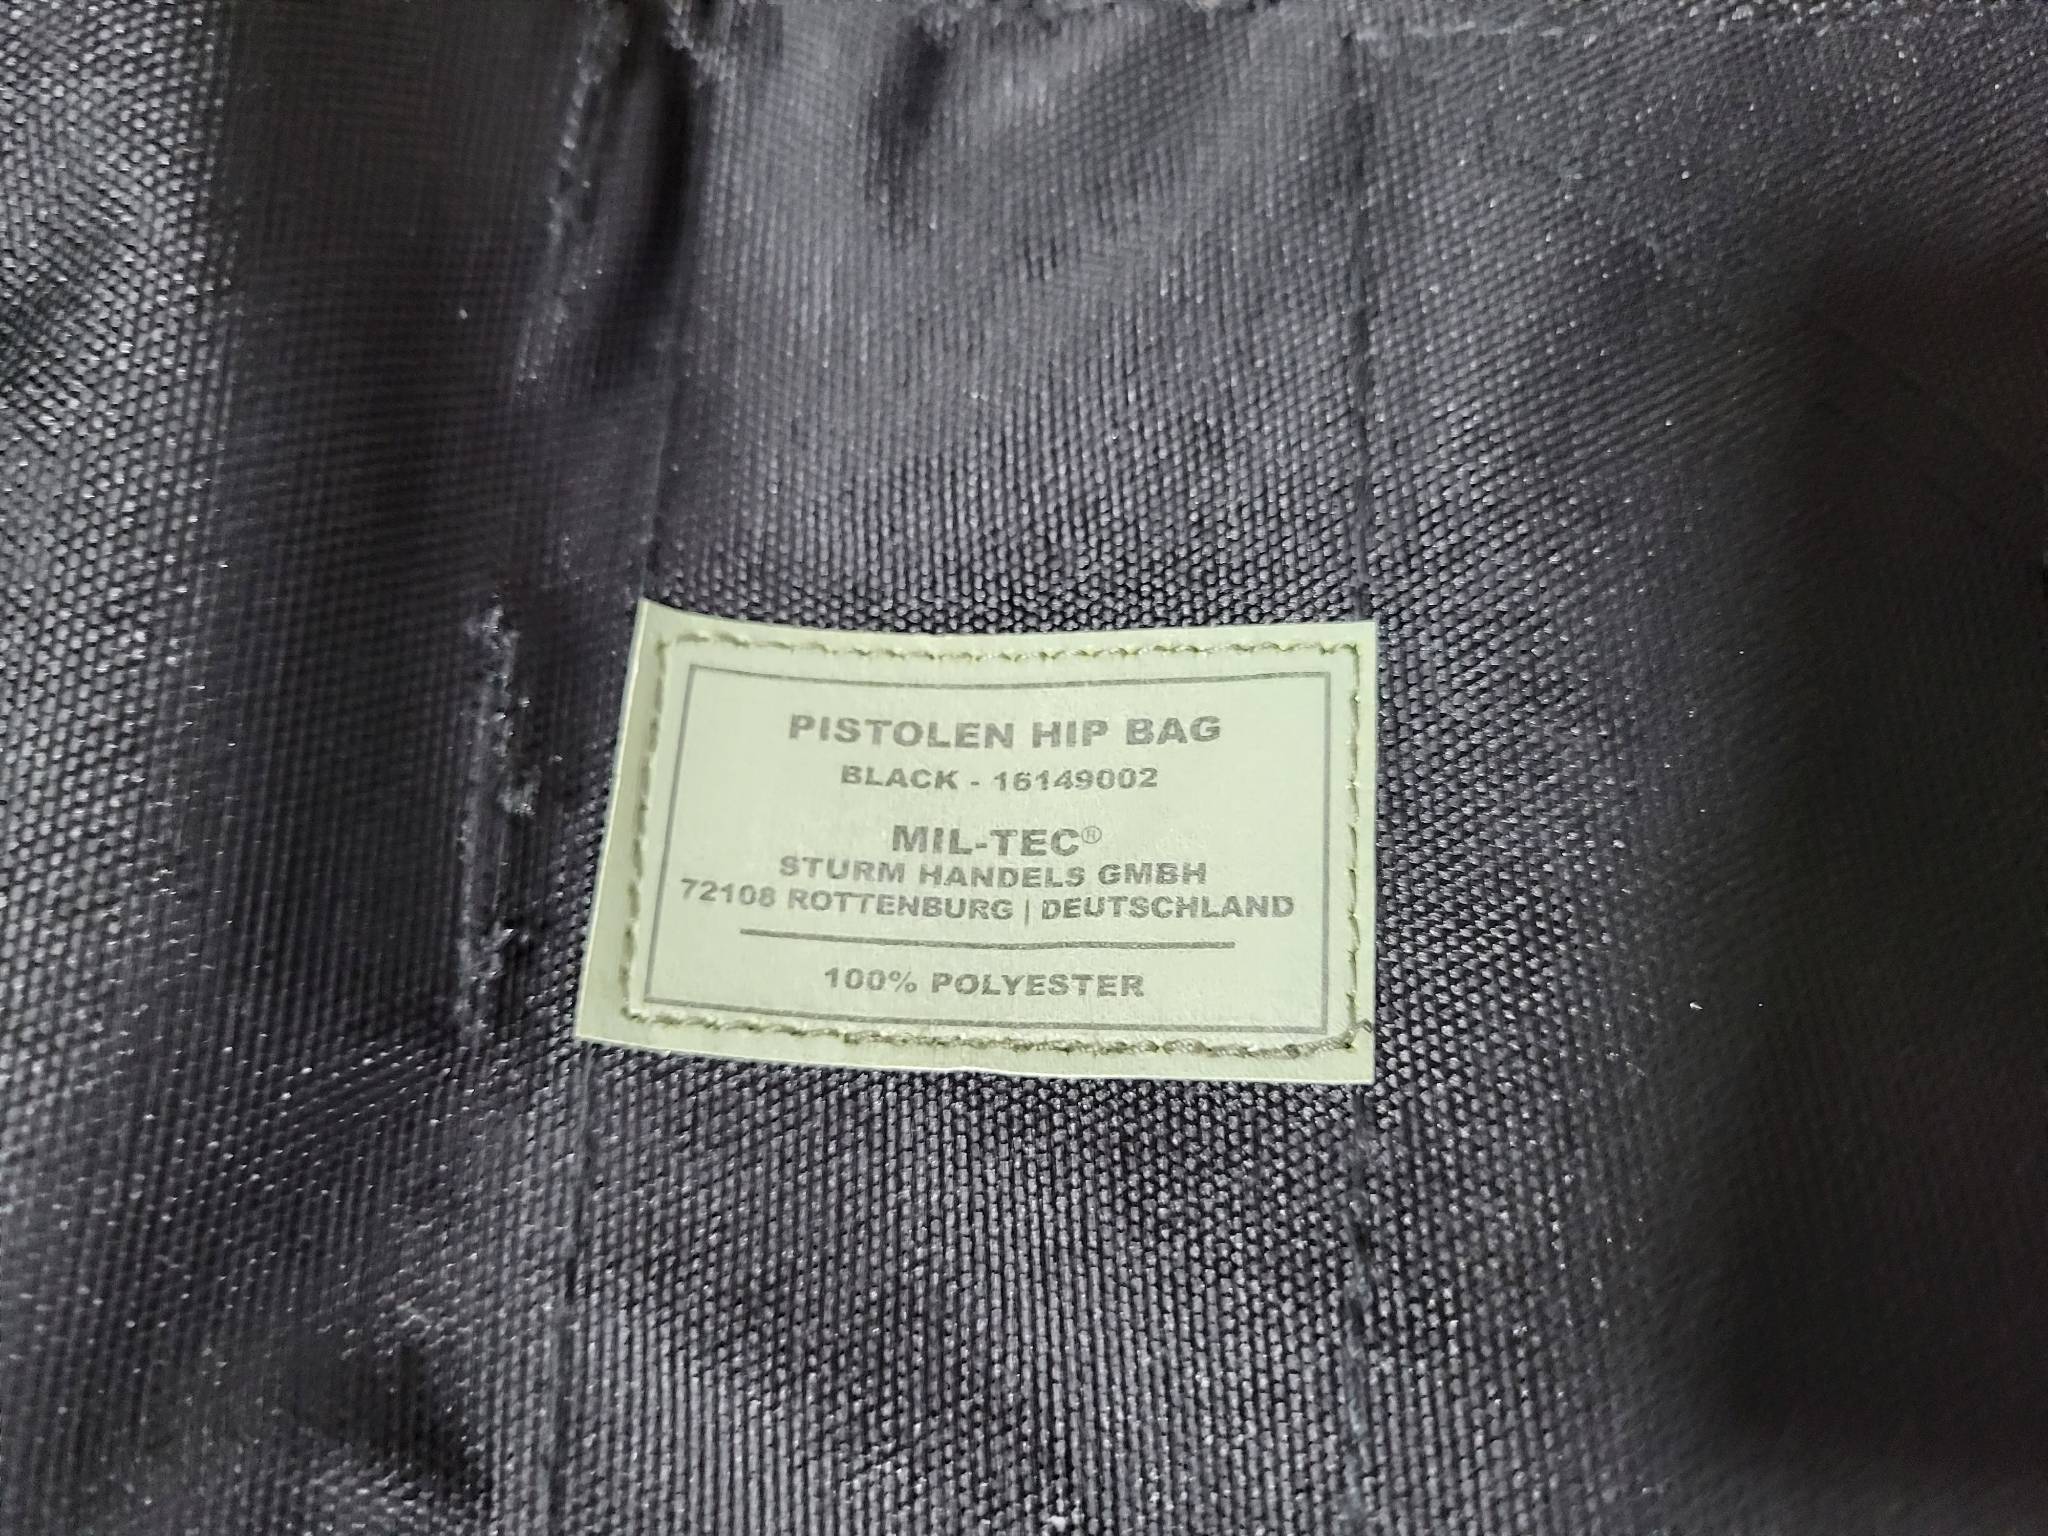 PISTOLEN HIP BAG
BLACK - 16149002
MIL-TEC®
STURM HANDELS GMBH
72108 ROTTENBURG | DEUTSCHLAND
100% POLYESTER